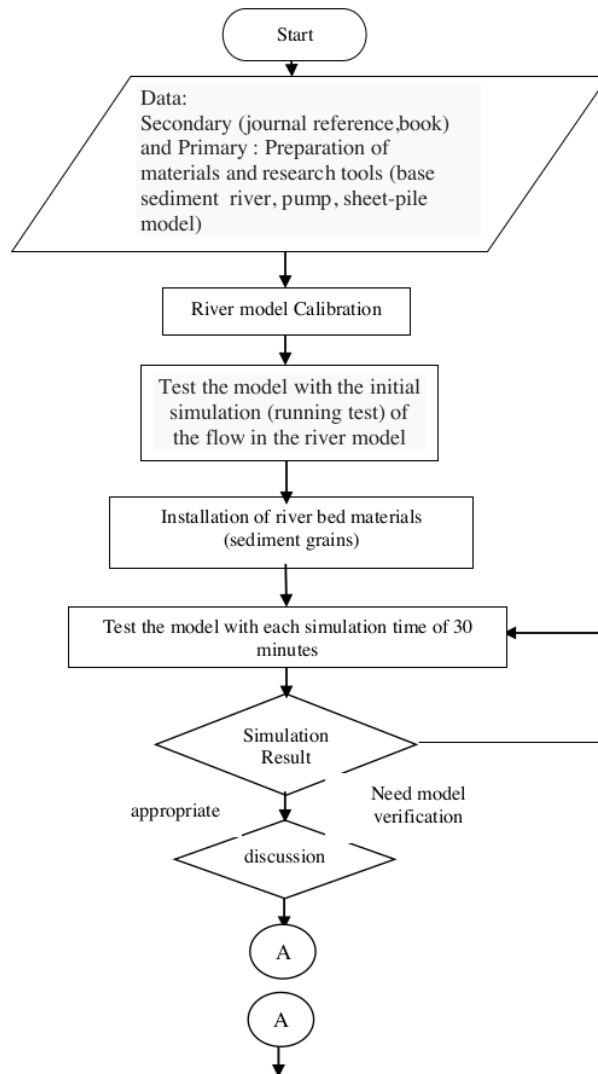 Start
Data:
Secondary (journal reference,book)
and Primary : Preparation of
materials and research tools (base
sediment river, pump, sheet-pile
model)
River model Calibration
Test the model with the initial
simulation (running test) of
the flow in the river model
Installation of river bed materials
(sediment grains)
Test the model with each simulation time of 30
minutes
Simulation
Result
appropriate
Need model
verification
discussion
A
A